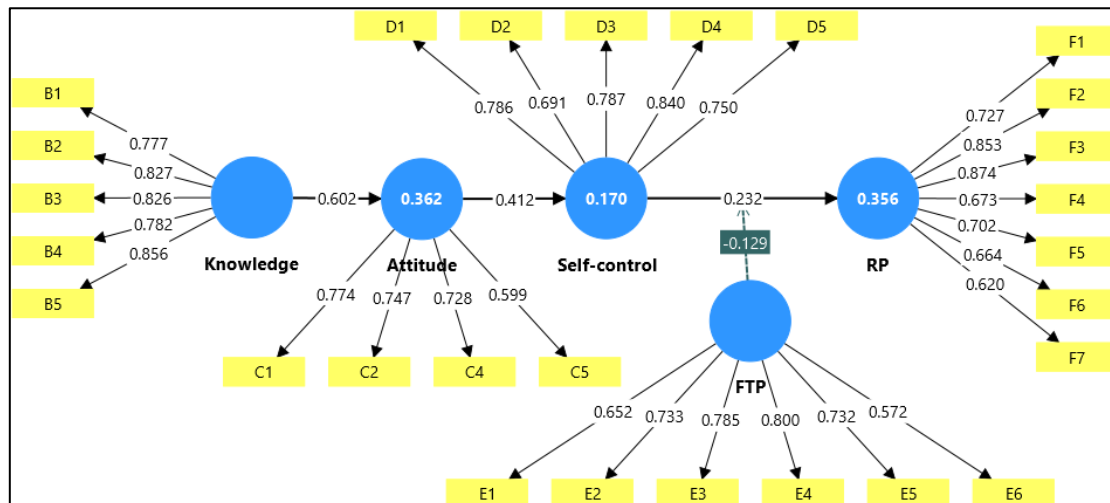 D1
D2
D3
D4
D5
F1
F2
F3
F4
F5
F6
F7
B1
B2
B3
B4
B5
0.786
0.691
0.787
0.840
0.750
0.727
0.853
0.874
0.673
0.702
0.664
0.620
0.777
0.827
0.826
0.782
0.856
0.602
0.362
0.412
0.170
0.232
0.356
-0.129
Knowledge
Attitude
Self-control
RP
0.774
0.747
0.728
0.599
C1
C2
C4
C5
FTP
0.652
0.733
0.785
0.800
0.732
0.572
E1
E2
E3
E4
E5
E6